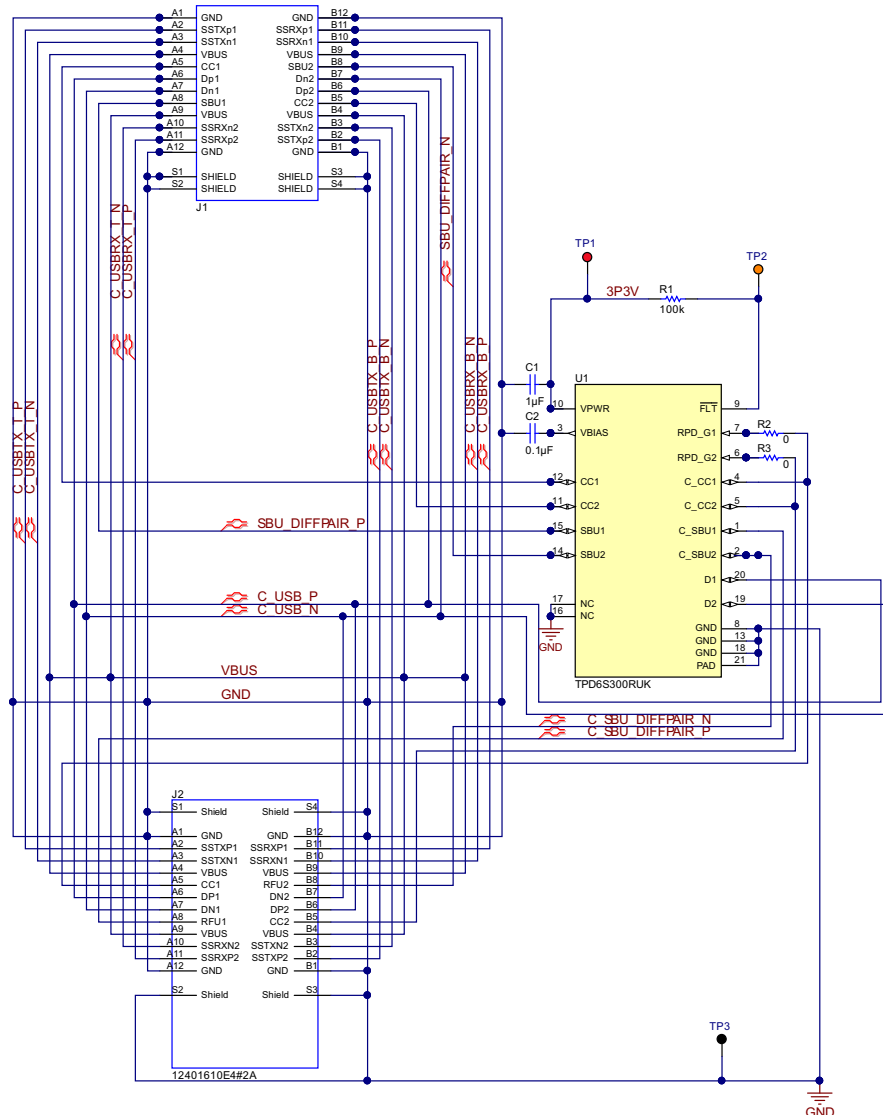 A1 GND GND B12
A2 SSTXp1 SSRXp1 B11
A3 SSTXn1 SSRXn1 B10
A4 VBUS VBUS B9
A5 CC1 SBU2 B8
A6 Dp1 Dn2 B7
A7 Dn1 Dp2 B6
A8 SBU1 CC2 B5
A9 VBUS VBUS B4
A10 SSRXn2 SSTXn2 B3
A11 SSRXp2 SSTXp2 B2
A12 GND GND B1
S1 SHIELD SHIELD S3
S2 SHIELD SHIELD S4
J1
C_USBRX_T_N
C_USBRX_T_P
SBU_DIFFPAIR_N
C_USBTX_T_P
C_USBTX_T_N
C_USBTX_B_P
C_USBTX_B_N
C_USBRX_B_N
C_USBRX_B_P
TP1
TP2
3P3V
R1
100k
C1
1µF
C2
0.1µF
U1
10 VPWR FLT 9
3 VBIAS RPD_G1 7
R2
0
RPD_G2 6
R3
0
12 CC1 C_CC1 4
11 CC2 C_CC2 5
15 SBU1 C_SBU1 1
14 SBU2 C_SBU2 2
D1 20
17 NC D2 19
16 NC
GND 8
GND 13
GND 18
PAD 21
GND
TPD6S300RUK
SBU_DIFFPAIR_P
C_USB_P
C_USB_N
VBUS
GND
C_SBU_DIFFPAIR_N
C_SBU_DIFFPAIR_P
J2
S1 Shield Shield S4
A1 GND GND B12
A2 SSTXP1 SSRXP1 B11
A3 SSTXN1 SSRXN1 B10
A4 VBUS VBUS B9
A5 CC1 RFU2 B8
A6 DP1 DN2 B7
A7 DN1 DP2 B6
A8 RFU1 CC2 B5
A9 VBUS VBUS B4
A10 SSRXN2 SSTXN2 B3
A11 SSRXP2 SSTXP2 B2
A12 GND GND B1
S2 Shield Shield S3
12401610E4#2A
TP3
GND